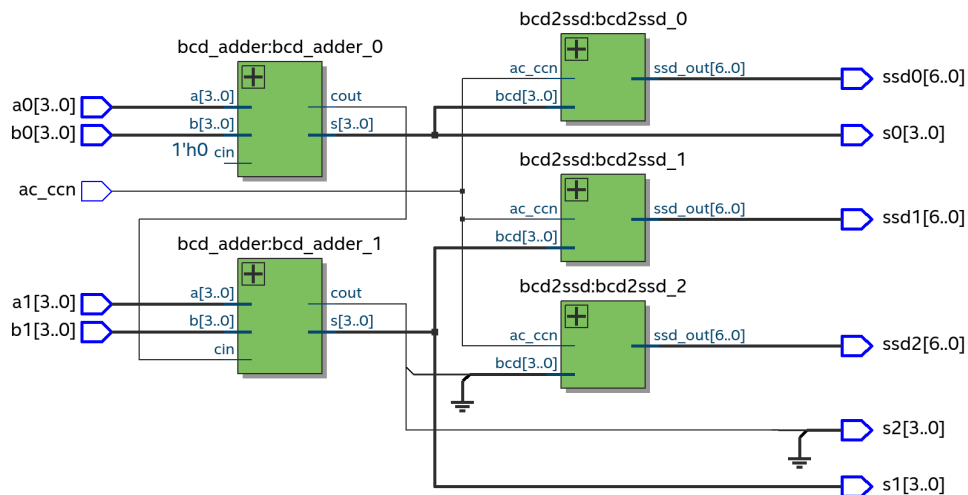 bcd2ssd:bcd2ssd_0
bcd_adder:bcd_adder_0
ac_ccn
ssd_out[6..0]
ssd0[6..0]
a0[3..0]
a[3..0]
cout
bcd[3..0]
b0[3..0]
b[3..0]
s[3..0]
s0[3..0]
1'h0
cin
bcd2ssd:bcd2ssd_1
ac_ccn
ac_ccn
ssd_out[6..0]
ssd1[6..0]
bcd[3..0]
bcd_adder:bcd_adder_1
bcd2ssd:bcd2ssd_2
a1[3..0]
a[3..0]
cout
b1[3..0]
b[3..0]
s[3..0]
ac_ccn
ssd_out[6..0]
ssd2[6..0]
cin
bcd[3..0]
s2[3..0]
s1[3..0]